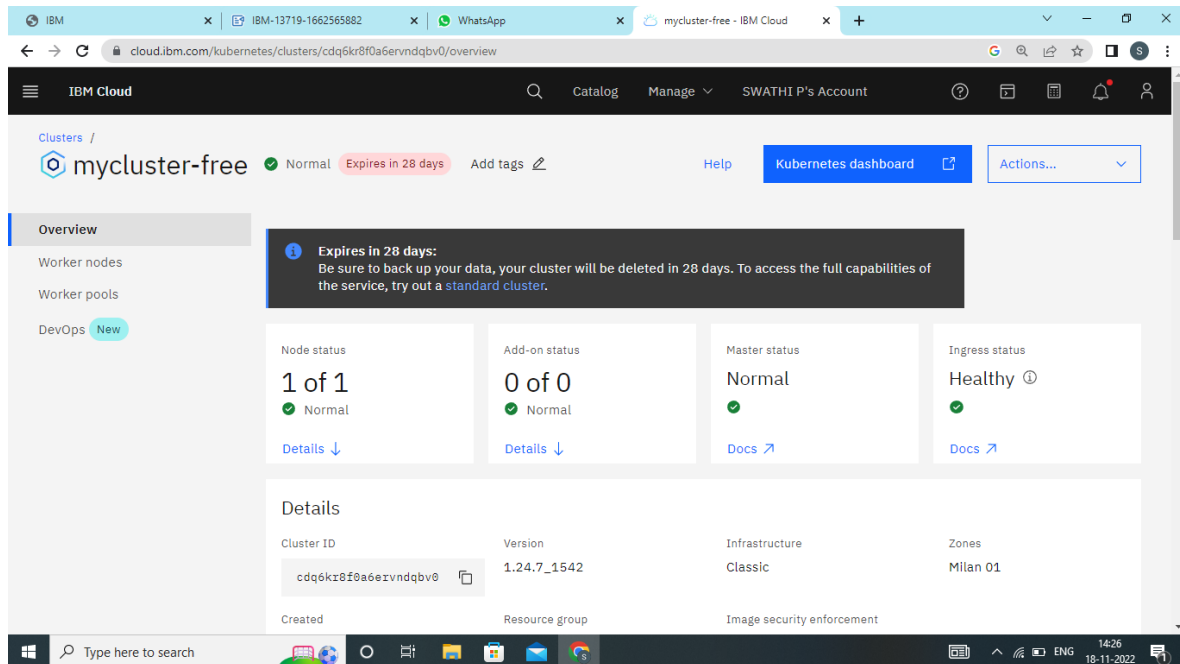 IBM
IBM-13719-1662565882
WhatsApp
mycluster-free - IBM Cloud
cloud.ibm.com/kubernetes/clusters/cdq6kr8f0a6ervndqbv0/overview
S
IBM Cloud
Catalog
Manage
SWATHI P's Account
Clusters /
mycluster-free
Normal
Expires in 28 days
Add tags
Help
Kubernetes dashboard
Actions...
Overview
Worker nodes
Worker pools
DevOps New
Expires in 28 days:
Be sure to back up your data, your cluster will be deleted in 28 days. To access the full capabilities of
the service, try out a standard cluster.
Node status
1 of 1
Normal
Details
Add-on status
0 of 0
Normal
Details
Master status
Normal
Docs
Ingress status
Healthy
Docs
Details
Cluster ID
cdq6kr8f0a6ervndqbv0
Version
1.24.7_1542
Infrastructure
Classic
Zones
Milan 01
Created
Resource group
Image security enforcement
Type here to search
ENG
14:26
18-11-2022
1